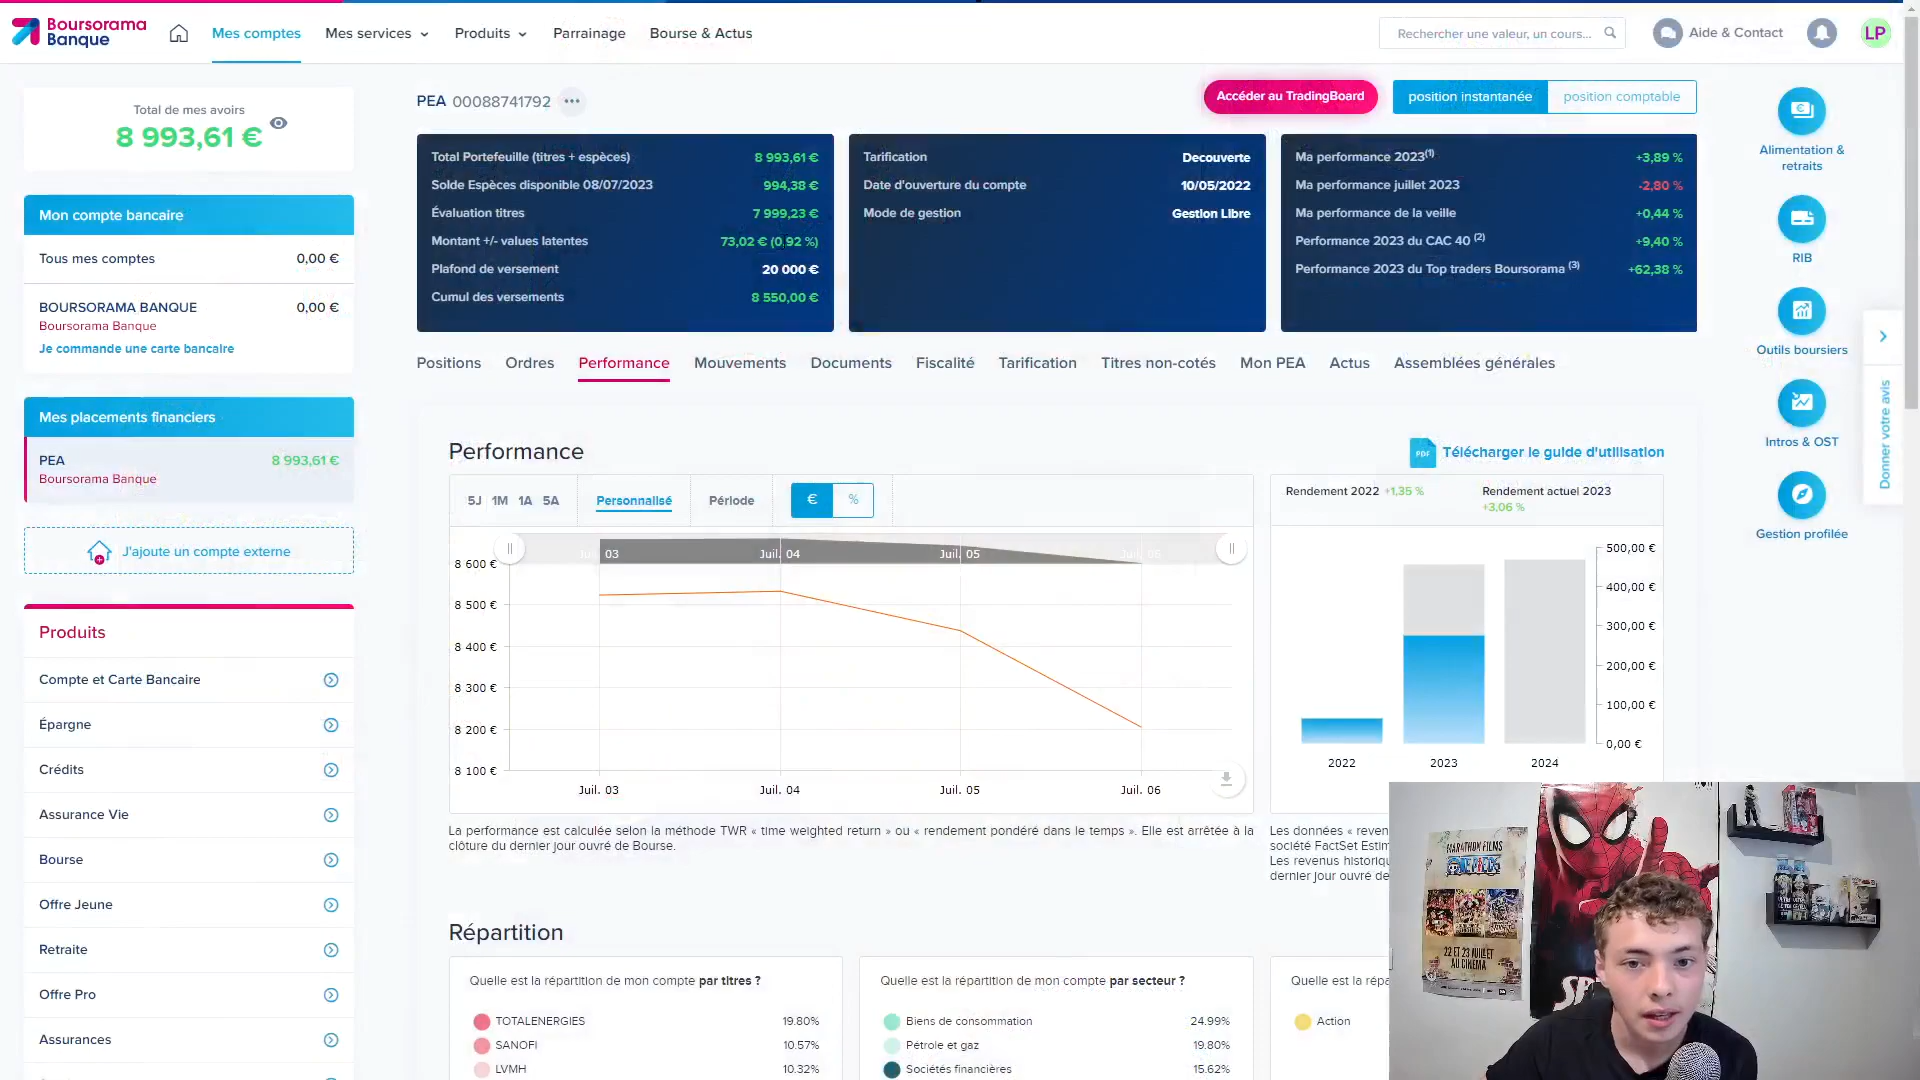 Boursorama
Banque
Mes comptes
Mes services
Produits
Parrainage
Bourse & Actus
Rechercher une valeur, un cours...
Aide & Contact
LP
Total de mes avoirs
8 993,61 €
Mon compte bancaire
Tous mes comptes 0,00 €
BOURSORAMA BANQUE 0,00 €
Boursorama Banque
Je commande une carte bancaire
Mes placements financiers
PEA 8 993,61 €
Boursorama Banque
J'ajoute un compte externe
Produits
Compte et Carte Bancaire
Épargne
Crédits
Assurance Vie
Bourse
Offre Jeune
Retraite
Offre Pro
Assurances
PEA 00088741792
Accéder au TradingBoard
position instantanée
position comptable
Total Portefeuille (titres + espèces) 8 993,61 €
Solde Espèces disponible 08/07/2023 994,38 €
Évaluation titres 7 999,23 €
Montant +/- values latentes 73,02 € (0,92 %)
Plafond de versement 20 000 €
Cumul des versements 8 550,00 €
Tarification Decouverte
Date d'ouverture du compte 10/05/2022
Mode de gestion Gestion Libre
Ma performance 2023(1) +3,89 %
Ma performance juillet 2023 -2,80 %
Ma performance de la veille +0,44 %
Performance 2023 du CAC 40 (2) +9,40 %
Performance 2023 du Top traders Boursorama (3) +62,38 %
Positions
Ordres
Performance
Mouvements
Documents
Fiscalité
Tarification
Titres non-cotés
Mon PEA
Actus
Assemblées générales
Performance
PDF Télécharger le guide d'utilisation
5J 1M 1A 5A
Personnalisé
Période
€ %
Juil. 03 Juil. 04 Juil. 05 Juil. 06
8 600 €
8 500 €
8 400 €
8 300 €
8 200 €
8 100 €
Juil. 03 Juil. 04 Juil. 05 Juil. 06
La performance est calculée selon la méthode TWR « time weighted return » ou « rendement pondéré dans le temps ». Elle est arrêtée à la
clôture du dernier jour ouvré de Bourse.
Rendement 2022 +1,35 %
Rendement actuel 2023
+3,06 %
500,00 €
400,00 €
300,00 €
200,00 €
100,00 €
0,00 €
2022 2023 2024
Les données « reven
société FactSet Estim
Les revenus historiqu
dernier jour ouvré de
Répartition
Quelle est la répartition de mon compte par titres ?
TOTALENERGIES 19.80%
SANOFI 10.57%
LVMH 10.32%
Quelle est la répartition de mon compte par secteur ?
Biens de consommation 24.99%
Pétrole et gaz 19.80%
Sociétés financières 15.62%
Quelle est la répa
Action
Alimentation &
retraits
RIB
Outils boursiers
Intros & OST
Gestion profilée
Donner votre avis
MARATHON FILMS
ONE PIECE
22 ET 23 JUILLET
AU CINEMA
SP